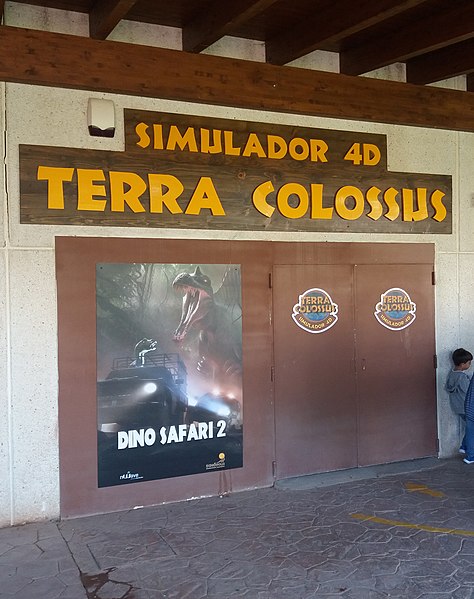 SIMULADOR 4D
TERRA COLOSSUS
TERRA
COLOSSUS
SIMULADOR 4D
TERRA
COLOSSUS
SIMULADOR 4D
DINO SAFARI 2